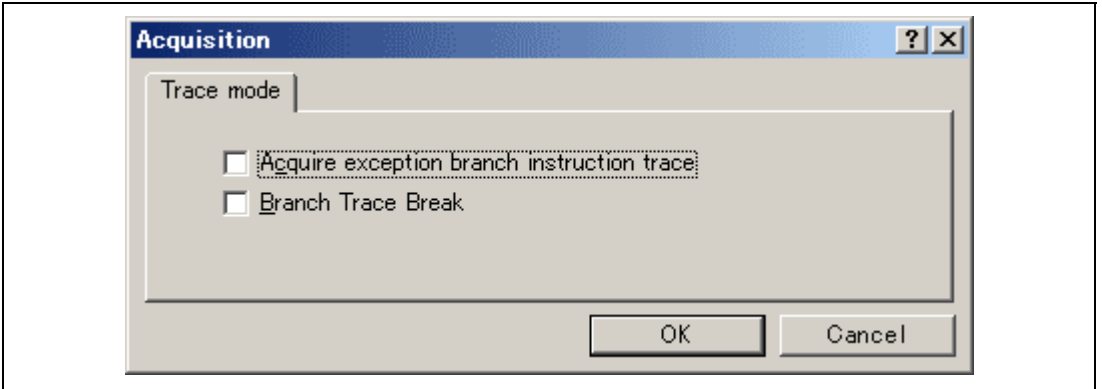 Acquisition
Trace mode
Acquire exception branch instruction trace
Branch Trace Break
OK Cancel